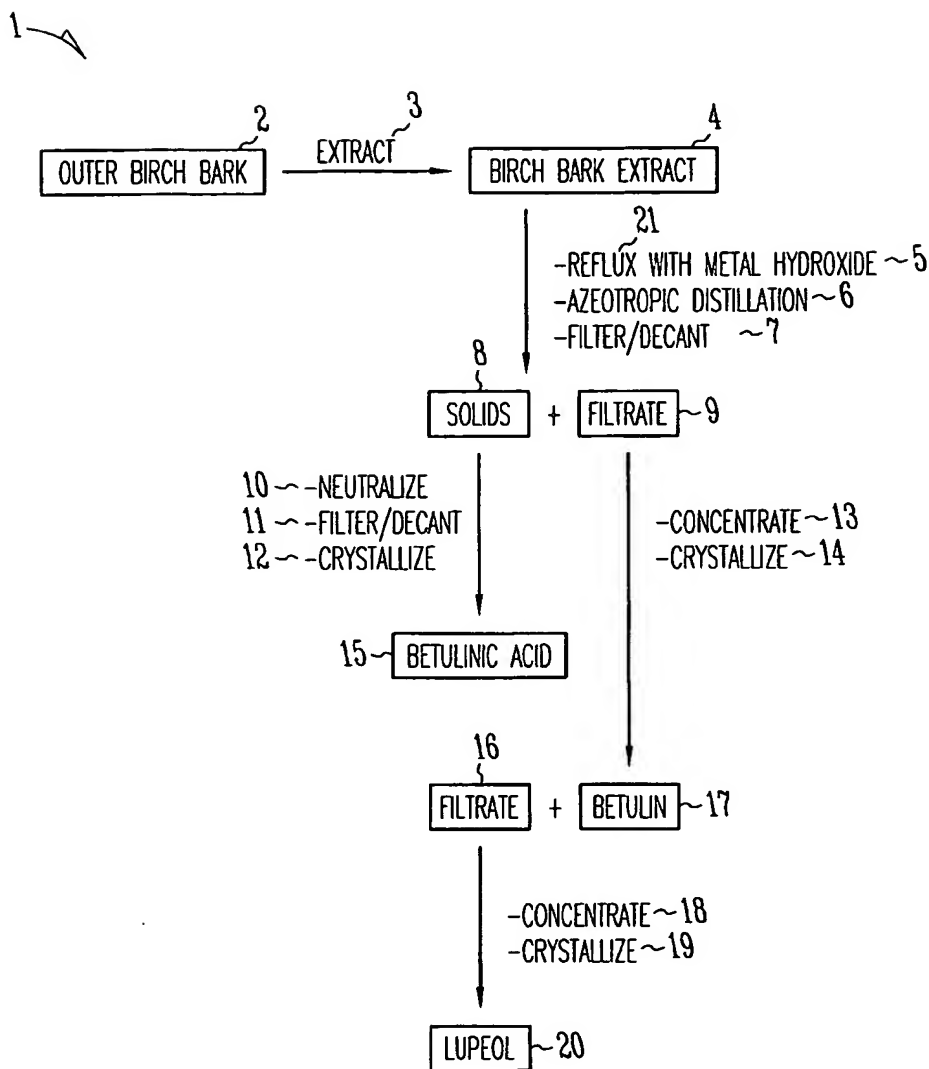 1
2
3
4
OUTER BIRCH BARK
EXTRACT
BIRCH BARK EXTRACT
21
-REFLUX WITH METAL HYDROXIDE ~5
-AZEOTROPIC DISTILLATION ~6
-FILTER/DECANT ~7
8
SOLIDS + FILTRATE 9
10 ~ -NEUTRALIZE
11 ~ -FILTER/DECANT
12 ~ -CRYSTALLIZE
-CONCENTRATE ~13
-CRYSTALLIZE ~14
15 BETULINIC ACID
16
FILTRATE + BETULIN 17
-CONCENTRATE ~18
-CRYSTALLIZE ~19
LUPEOL 20